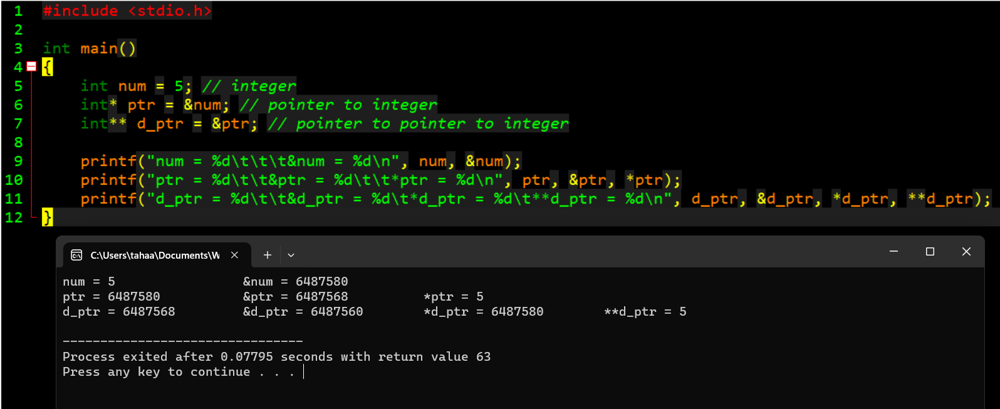 1 #include <stdio.h>
2
3 int main()
4 {
5 int num = 5; // integer
6 int* ptr = &num; // pointer to integer
7 int** d_ptr = &ptr; // pointer to pointer to integer
8
9 printf("num = %d\t\t\t&num = %d\n", num, &num);
10 printf("ptr = %d\t\t&ptr = %d\t\t*ptr = %d\n", ptr, &ptr, *ptr);
11 printf("d_ptr = %d\t\t&d_ptr = %d\t*d_ptr = %d\t**d_ptr = %d\n", d_ptr, &d_ptr, *d_ptr, **d_ptr);
12 }
C:\Users\tahaa\Documents\W
num = 5 &num = 6487580
ptr = 6487580 &ptr = 6487568 *ptr = 5
d_ptr = 6487568 &d_ptr = 6487560 *d_ptr = 6487580 **d_ptr = 5
--------------------------------
Process exited after 0.07795 seconds with return value 63
Press any key to continue . . .